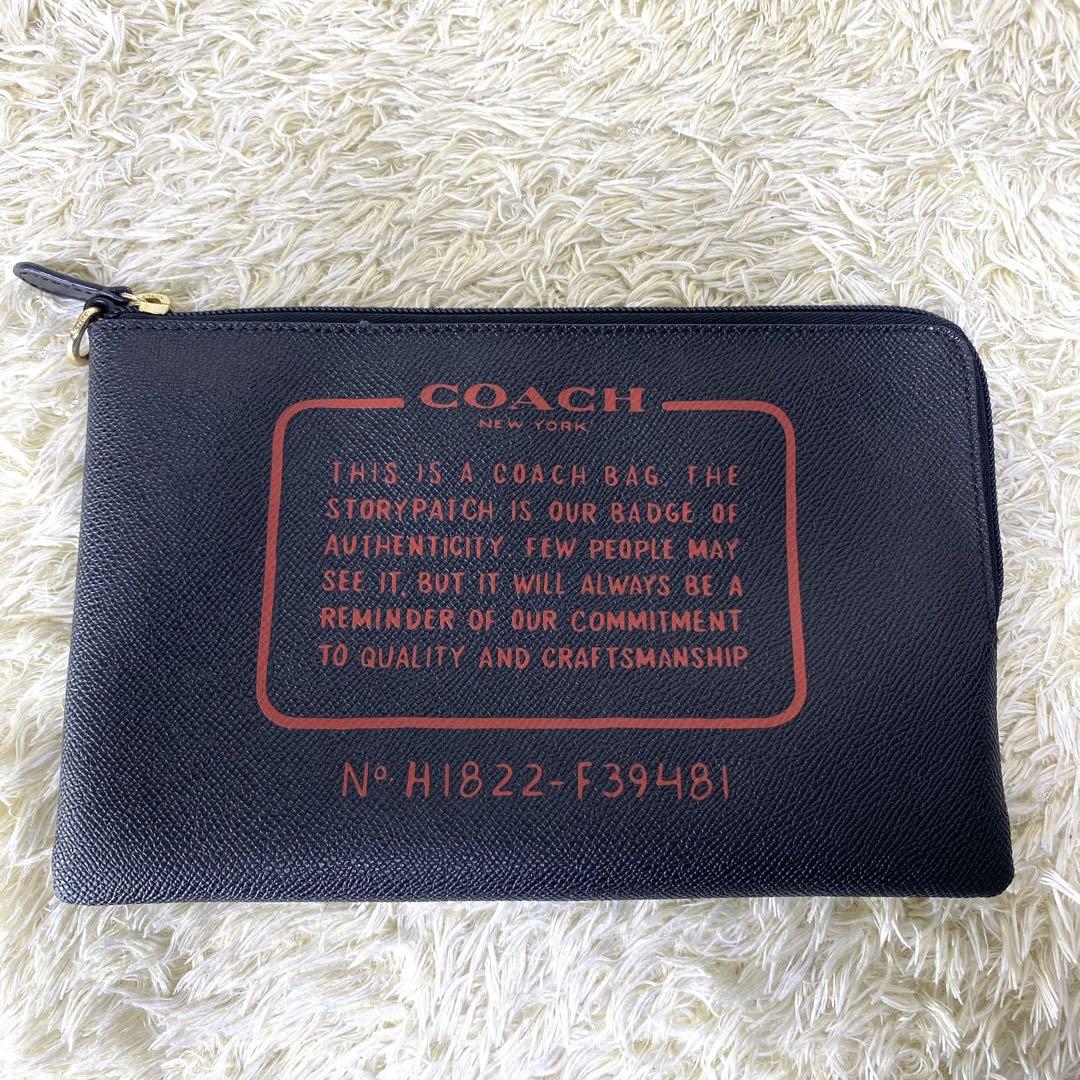 COACH
NEW YORK
THIS IS A COACH BAG. THE
STORYPATCH IS OUR BADGE OF
AUTHENTICITY. FEW PEOPLE MAY
SEE IT, BUT IT WILL ALWAYS BE A
REMINDER OF OUR COMMITMENT
TO QUALITY AND CRAFTSMANSHIP.
No. H1822-F39481